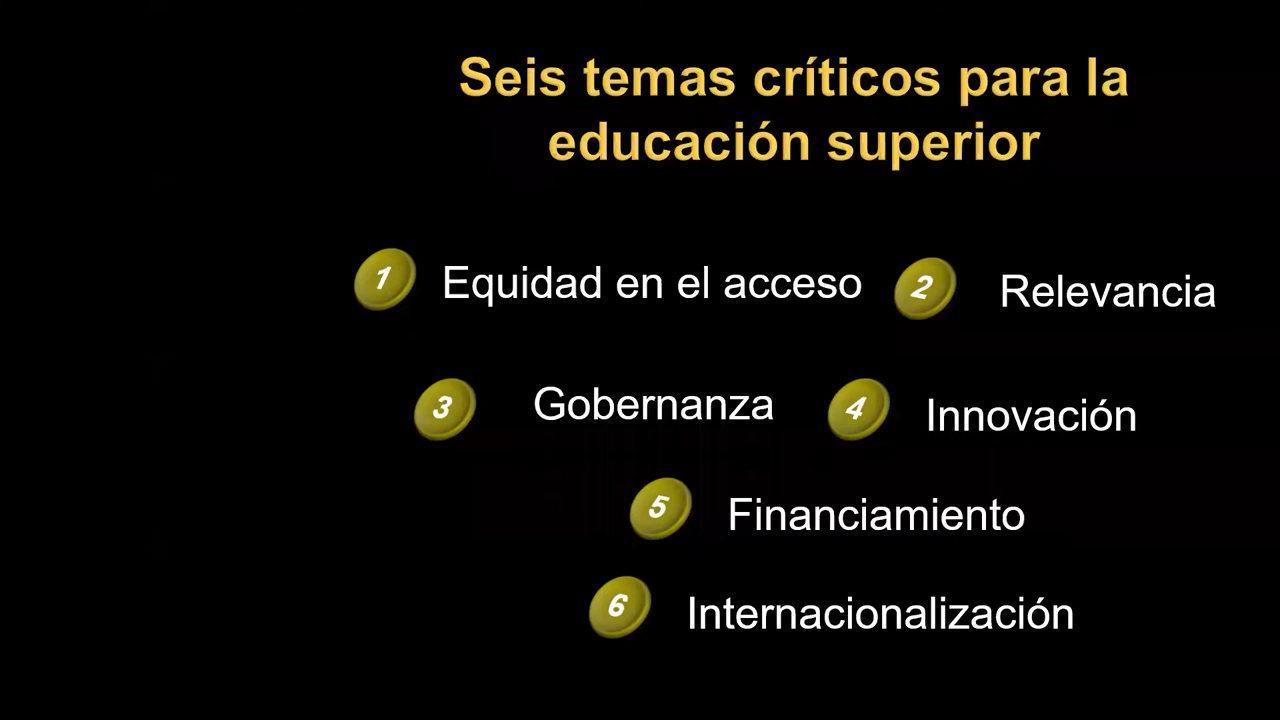 Seis temas críticos para la
educación superior
1 Equidad en el acceso
2 Relevancia
3 Gobernanza
4 Innovación
5 Financiamiento
6 Internacionalización